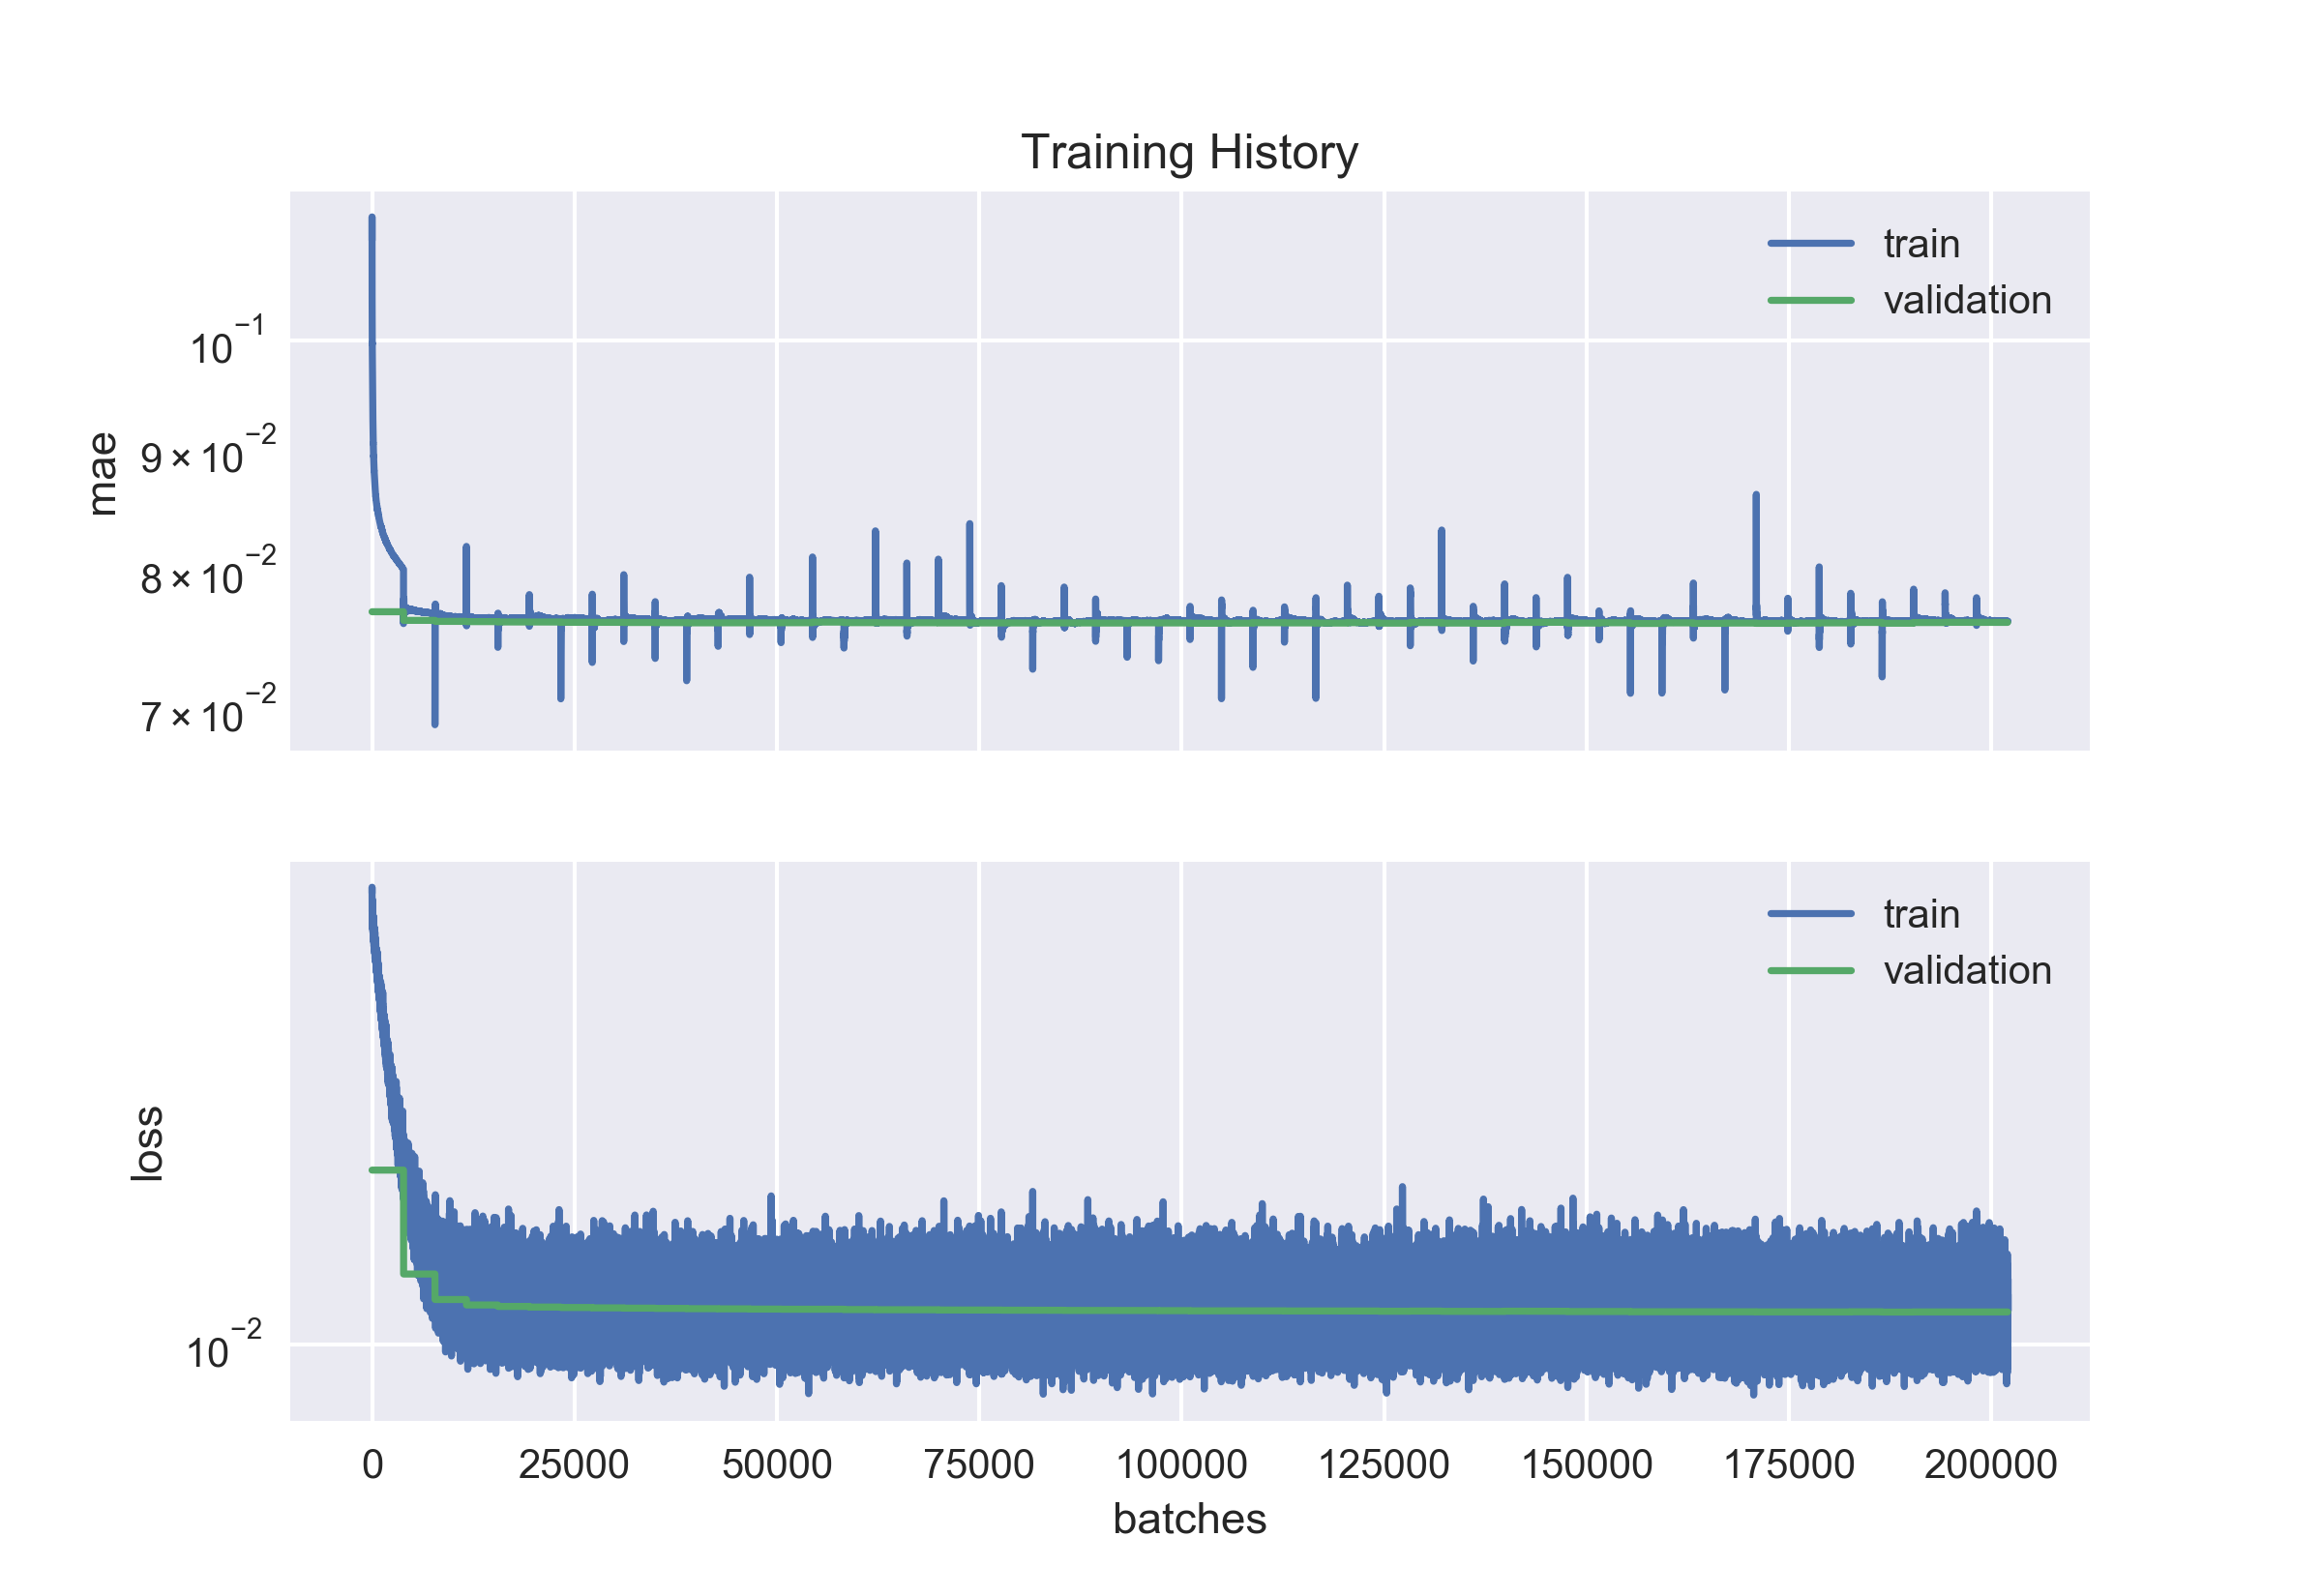 Training History
train
validation
10⁻¹
9 × 10⁻²
8 × 10⁻²
7 × 10⁻²
mae
train
validation
10⁻²
loss
0 25000 50000 75000 100000 125000 150000 175000 200000
batches